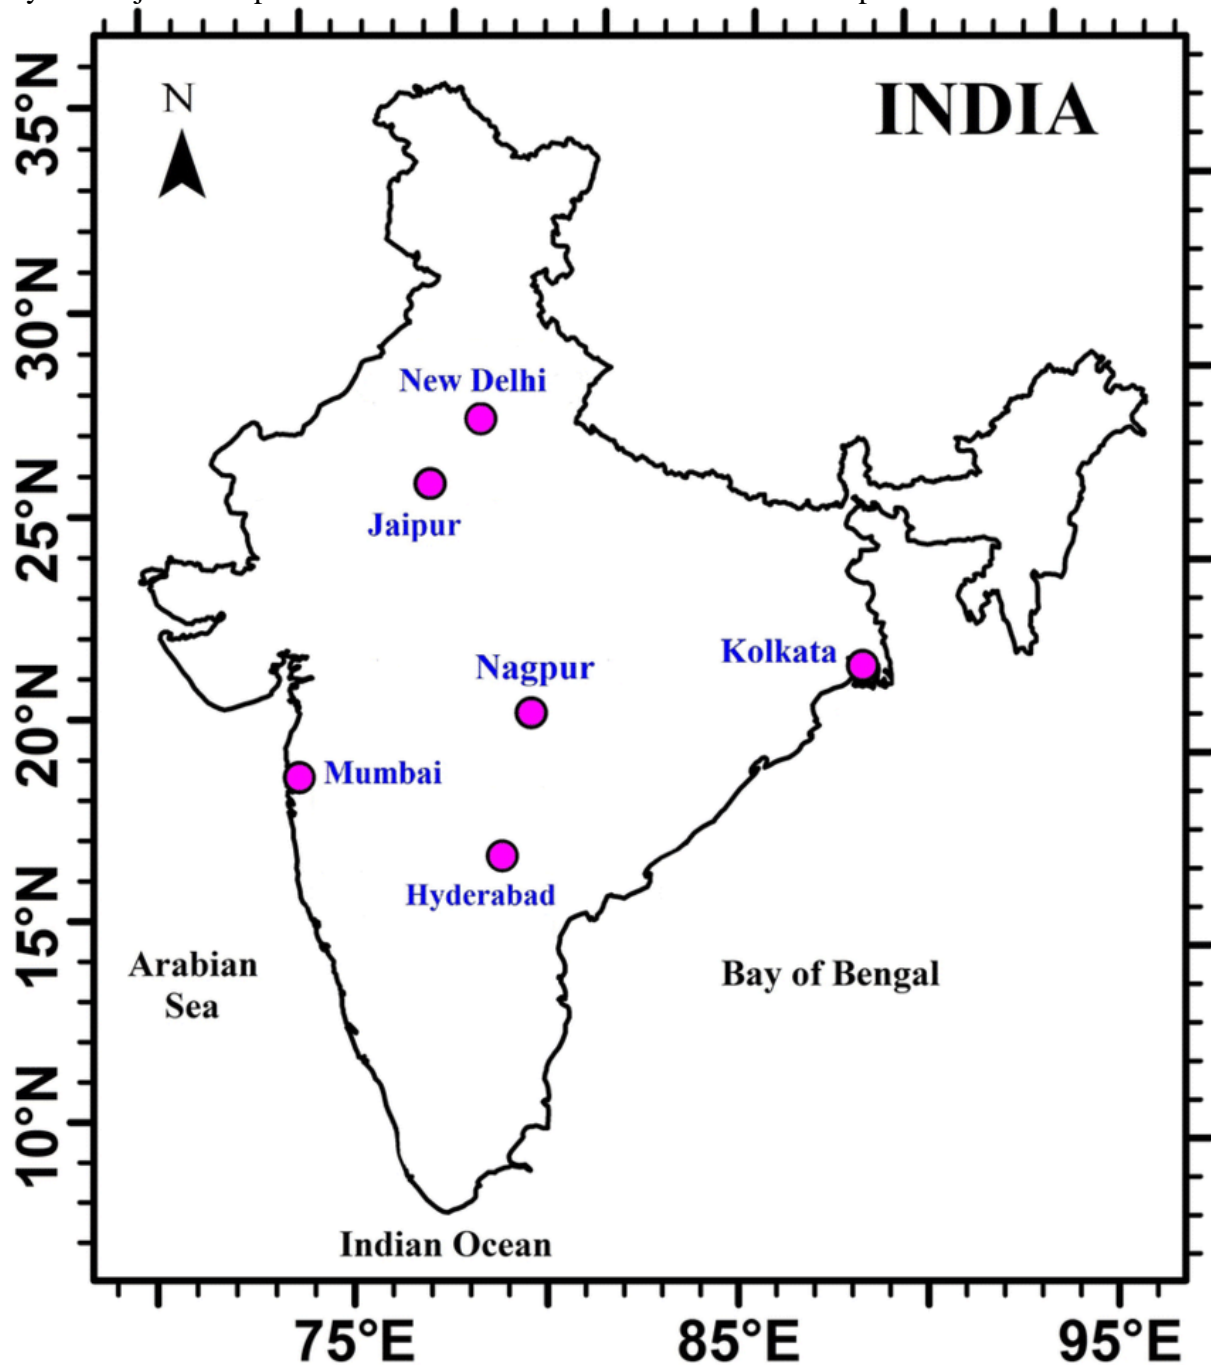 N
INDIA
35°N
30°N
25°N
20°N
15°N
10°N
New Delhi
Jaipur
Kolkata
Nagpur
Mumbai
Hyderabad
Arabian
Sea
Bay of Bengal
Indian Ocean
75°E
85°E
95°E